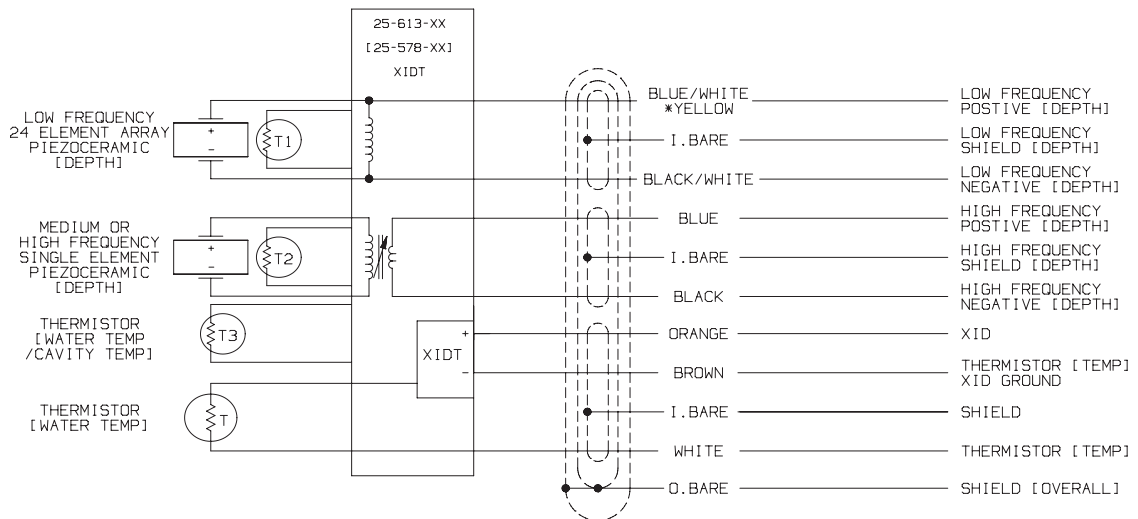 25-613-XX
[25-578-XX]
XIDT
LOW FREQUENCY
24 ELEMENT ARRAY
PIEZOCERAMIC
[DEPTH]
+
-
T1
BLUE/WHITE
*YELLOW
LOW FREQUENCY
POSTIVE [DEPTH]
I.BARE
LOW FREQUENCY
SHIELD [DEPTH]
BLACK/WHITE
LOW FREQUENCY
NEGATIVE [DEPTH]
MEDIUM OR
HIGH FREQUENCY
SINGLE ELEMENT
PIEZOCERAMIC
[DEPTH]
+
-
T2
BLUE
HIGH FREQUENCY
POSTIVE [DEPTH]
I.BARE
HIGH FREQUENCY
SHIELD [DEPTH]
BLACK
HIGH FREQUENCY
NEGATIVE [DEPTH]
THERMISTOR
[WATER TEMP
/CAVITY TEMP]
T3
XIDT
+
-
ORANGE
XID
BROWN
THERMISTOR [TEMP]
XID GROUND
THERMISTOR
[WATER TEMP]
T
I.BARE
SHIELD
WHITE
THERMISTOR [TEMP]
O.BARE
SHIELD [OVERALL]